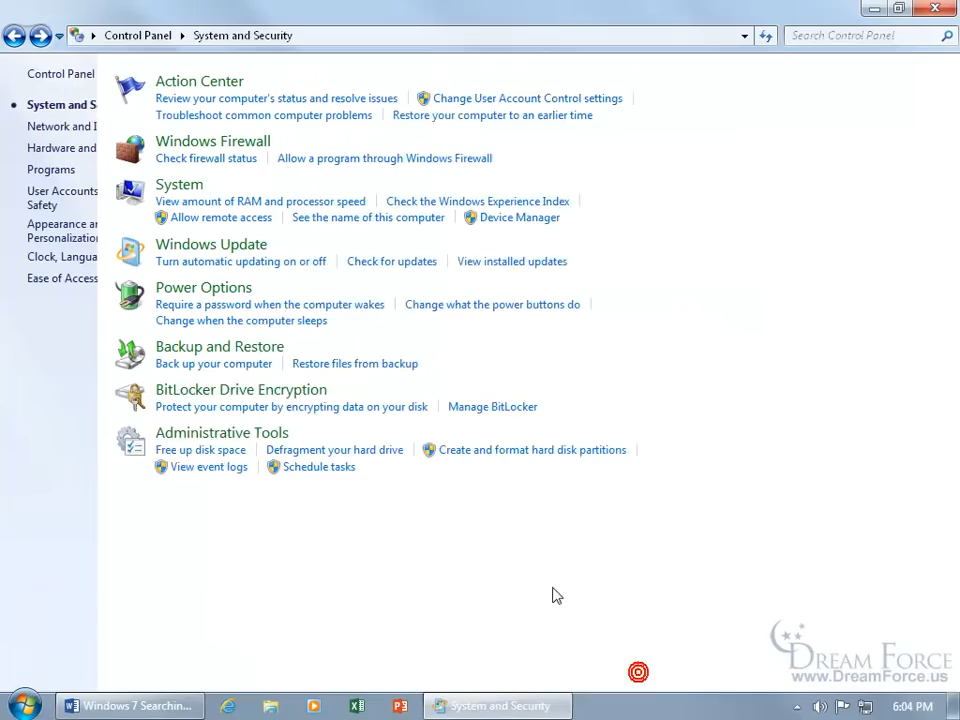 Control Panel System and Security Search Control Panel
Control Panel
System and S
Network and I
Hardware and
Programs
User Accounts
Safety
Appearance ar
Personalization
Clock, Langua
Ease of Access
Action Center
Review your computer's status and resolve issues Change User Account Control settings
Troubleshoot common computer problems Restore your computer to an earlier time
Windows Firewall
Check firewall status Allow a program through Windows Firewall
System
View amount of RAM and processor speed Check the Windows Experience Index
Allow remote access See the name of this computer Device Manager
Windows Update
Turn automatic updating on or off Check for updates View installed updates
Power Options
Require a password when the computer wakes Change what the power buttons do
Change when the computer sleeps
Backup and Restore
Back up your computer Restore files from backup
BitLocker Drive Encryption
Protect your computer by encrypting data on your disk Manage BitLocker
Administrative Tools
Free up disk space Defragment your hard drive Create and format hard disk partitions
View event logs Schedule tasks
DREAM FORCE
www.DreamForce.us
Windows 7 Searchin... System and Security 6:04 PM